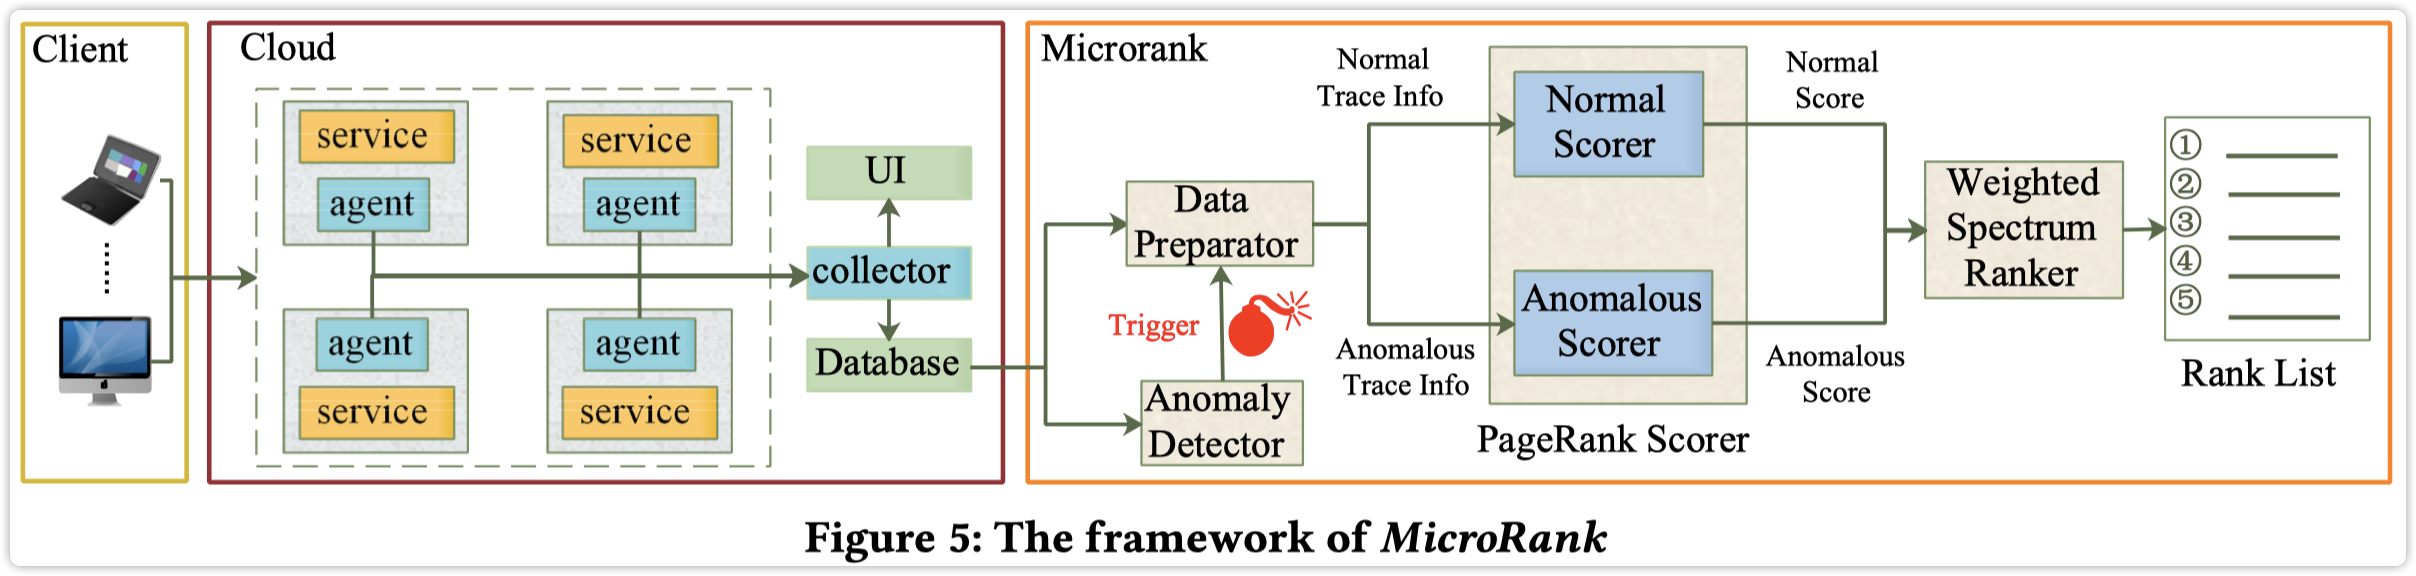 Client
Cloud
service
agent
service
agent
agent
service
agent
service
UI
collector
Database
Microrank
Data
Preparator
Trigger
Anomaly
Detector
Normal
Trace Info
Anomalous
Trace Info
Normal
Scorer
Anomalous
Scorer
PageRank Scorer
Normal
Score
Anomalous
Score
Weighted
Spectrum
Ranker
①
②
③
④
⑤
Rank List
Figure 5: The framework of MicroRank